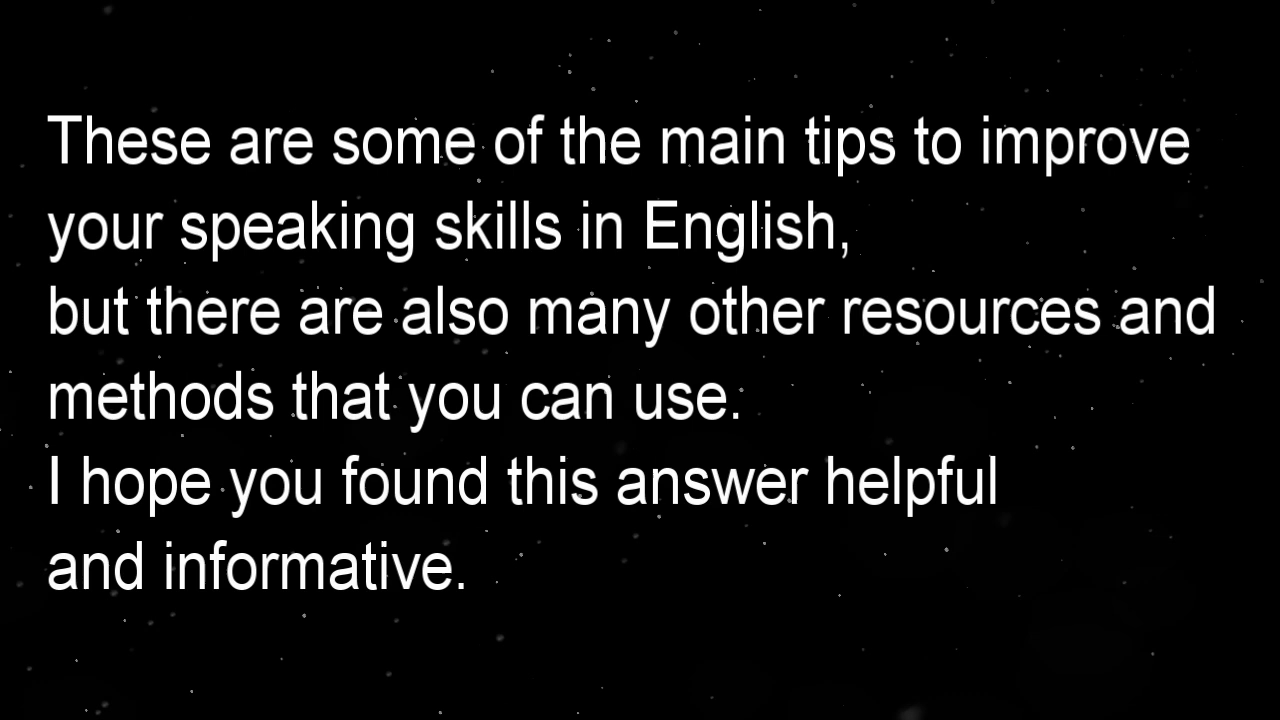 These are some of the main tips to improve
your speaking skills in English,
but there are also many other resources and
methods that you can use.
I hope you found this answer helpful
and informative.